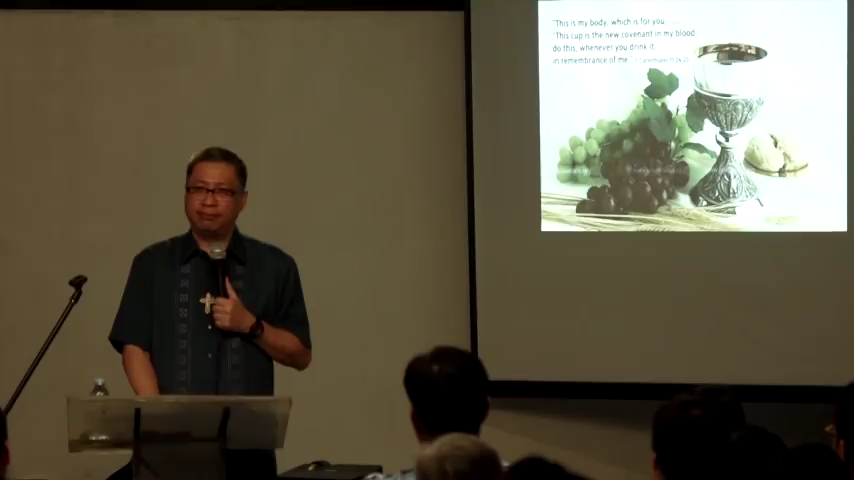 "This is my body, which is for you
"This cup is the new covenant in my blood
do this, whenever you drink it,
in remembrance of me."